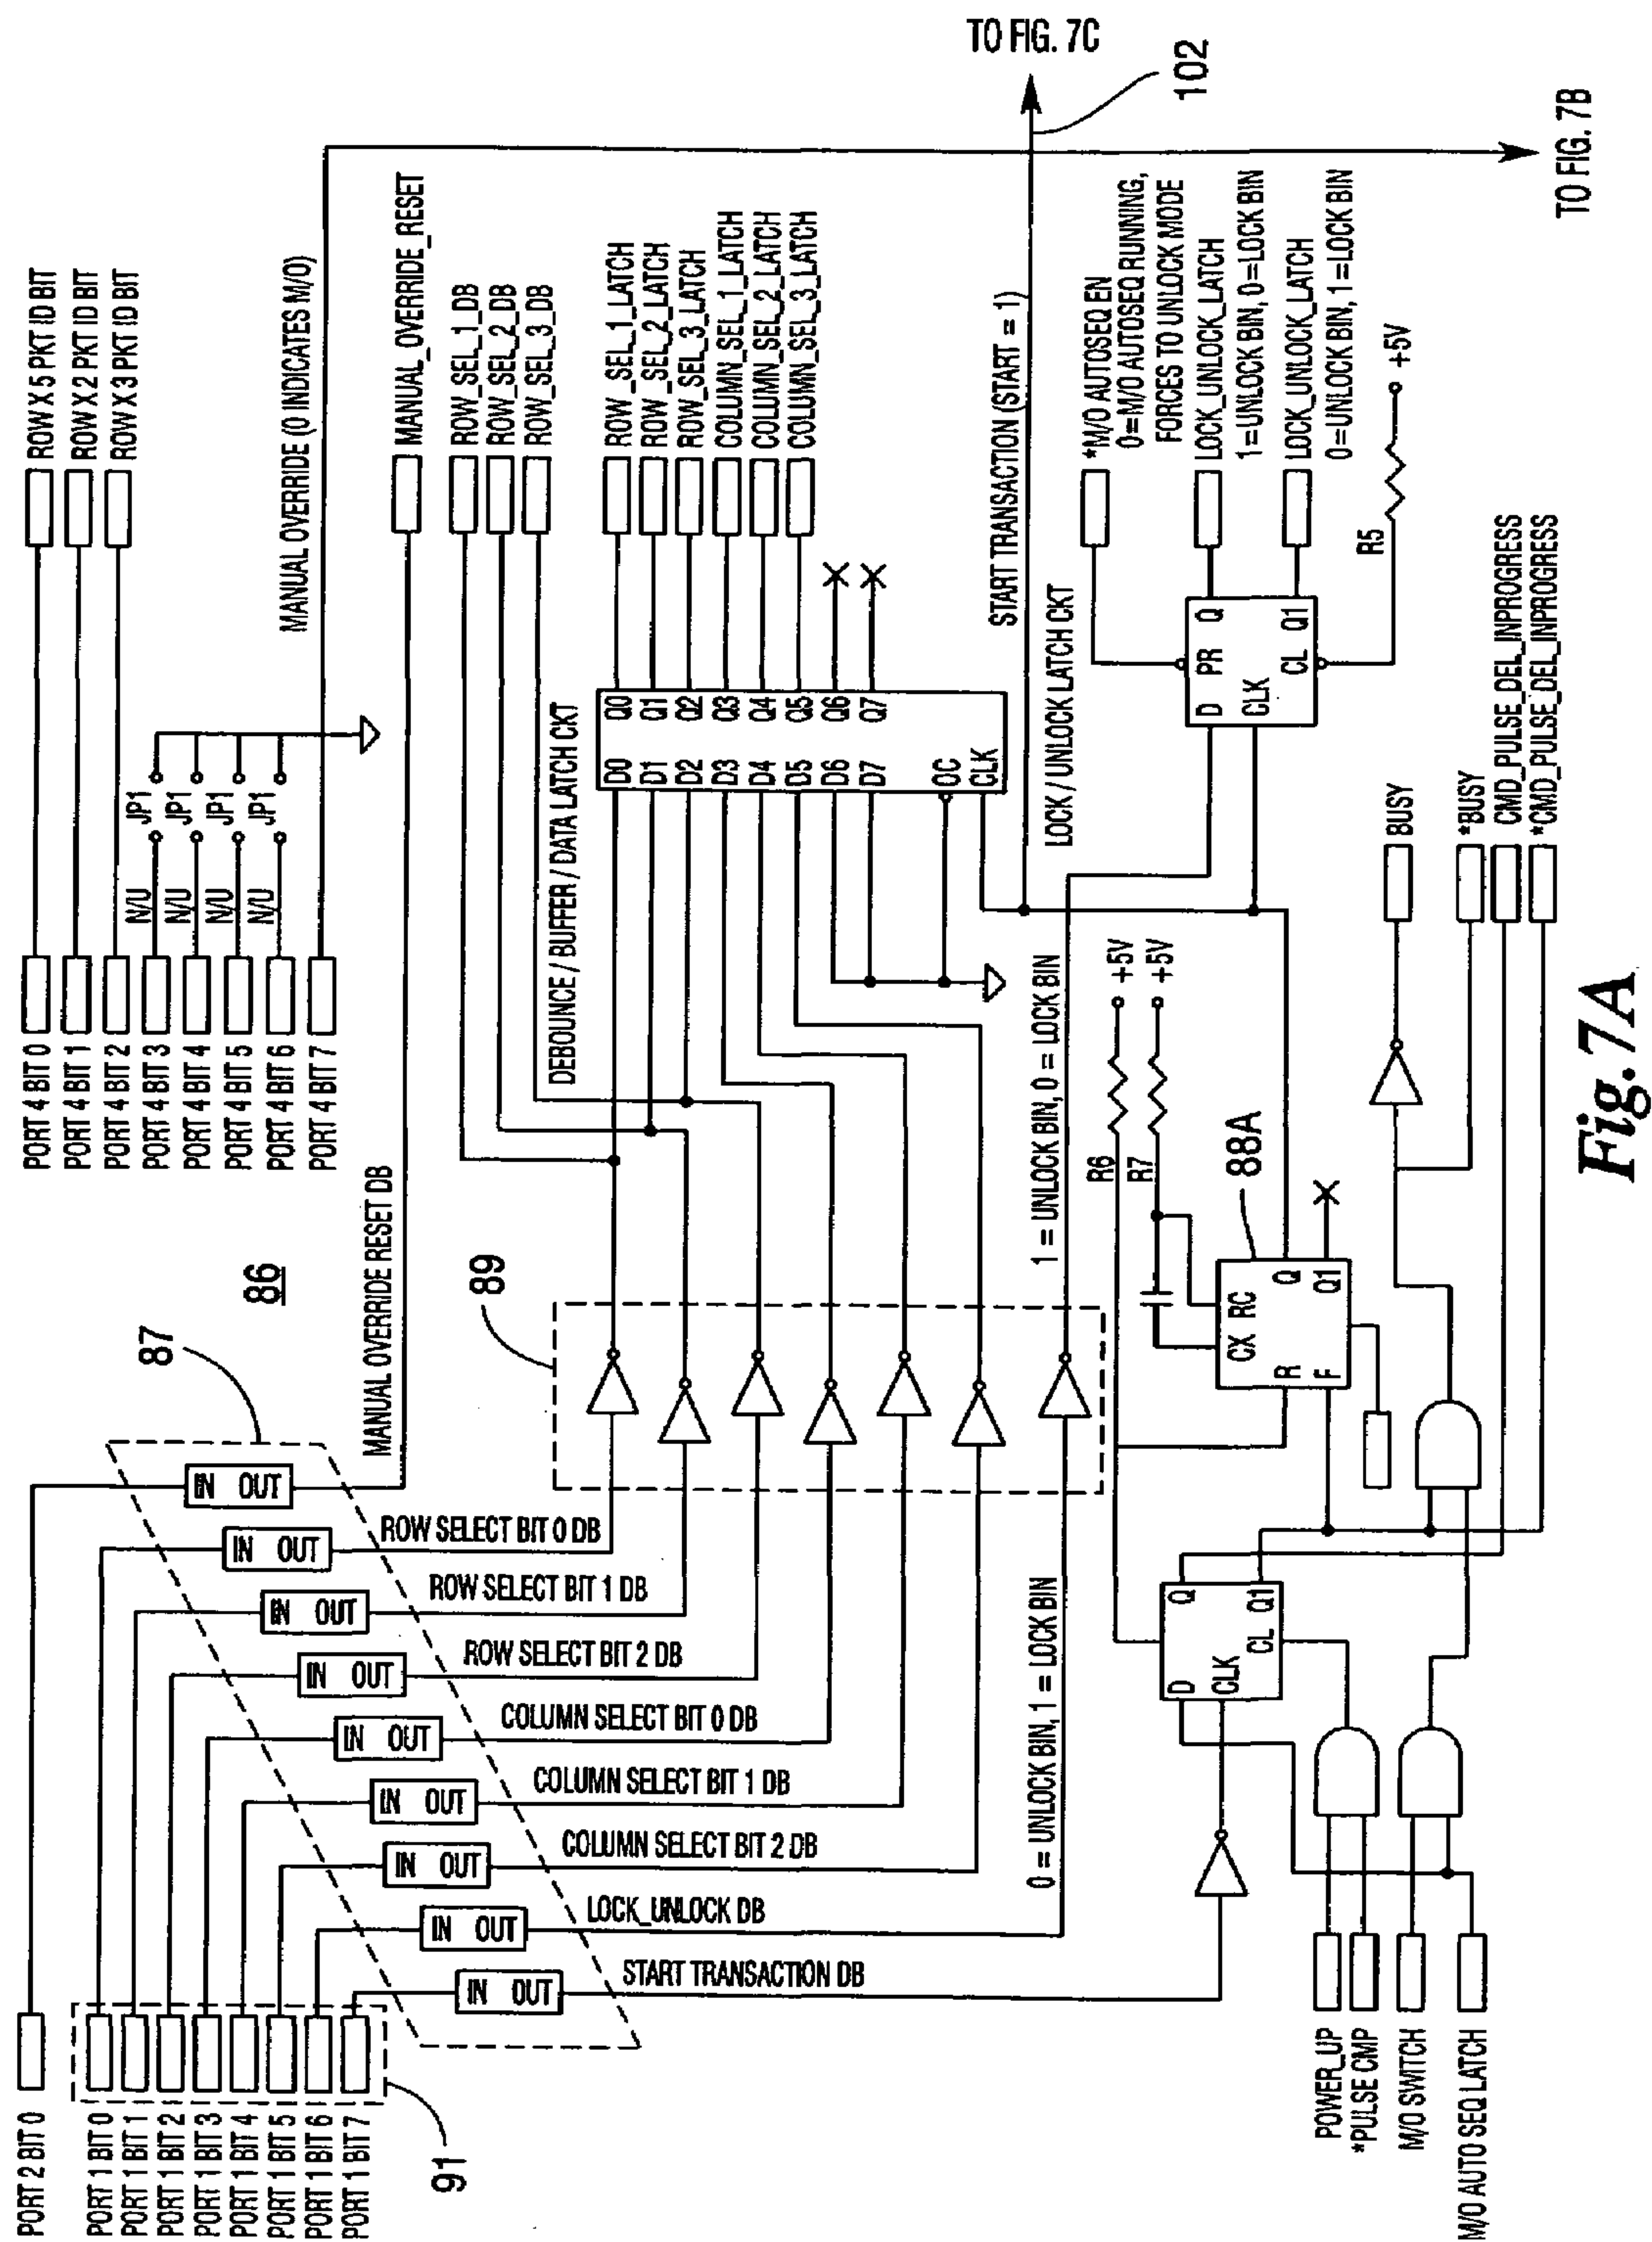 PORT 2 BIT 0
PORT 1 BIT 0
PORT 1 BIT 1
PORT 1 BIT 2
PORT 1 BIT 3
PORT 1 BIT 4
PORT 1 BIT 5
PORT 1 BIT 6
PORT 1 BIT 7
91
87
86
IN OUT
IN OUT
IN OUT
IN OUT
IN OUT
IN OUT
IN OUT
IN OUT
IN OUT
MANUAL OVERRIDE RESET DB
ROW SELECT BIT 0 DB
ROW SELECT BIT 1 DB
ROW SELECT BIT 2 DB
COLUMN SELECT BIT 0 DB
COLUMN SELECT BIT 1 DB
COLUMN SELECT BIT 2 DB
LOCK_UNLOCK DB
START TRANSACTION DB
PORT 4 BIT 0
PORT 4 BIT 1
PORT 4 BIT 2
PORT 4 BIT 3
PORT 4 BIT 4
PORT 4 BIT 5
PORT 4 BIT 6
PORT 4 BIT 7
N/U
N/U
N/U
N/U
JP1
JP1
JP1
JP1
ROW X 5 PKT ID BIT
ROW X 2 PKT ID BIT
ROW X 3 PKT ID BIT
MANUAL OVERRIDE (0 INDICATES M/O)
MANUAL_OVERRIDE_RESET
ROW_SEL_1_DB
ROW_SEL_2_DB
ROW_SEL_3_DB
89
DEBOUNCE / BUFFER / DATA LATCH CKT
D0 Q0
D1 Q1
D2 Q2
D3 Q3
D4 Q4
D5 Q5
D6 Q6
D7 Q7
OC
CLK
ROW_SEL_1_LATCH
ROW_SEL_2_LATCH
ROW_SEL_3_LATCH
COLUMN_SEL_1_LATCH
COLUMN_SEL_2_LATCH
COLUMN_SEL_3_LATCH
TO FIG. 7C
102
START TRANSACTION (START = 1)
0 = UNLOCK BIN, 1 = LOCK BIN
1 = UNLOCK BIN, 0 = LOCK BIN
LOCK / UNLOCK LATCH CKT
D PR Q
CLK CL Q1
*M/O AUTOSEQ EN
0=M/O AUTOSEQ RUNNING,
FORCES TO UNLOCK MODE
LOCK_UNLOCK_LATCH
1=UNLOCK BIN, 0=LOCK BIN
LOCK_UNLOCK_LATCH
0=UNLOCK BIN, 1=LOCK BIN
R5
+5V
R6
+5V
R7
+5V
88A
CX RC
R Q
F Q1
D Q
CLK CL Q1
POWER_UP
*PULSE CMP
M/O SWITCH
M/O AUTO SEQ LATCH
BUSY
*BUSY
CMD_PULSE_DEL_INPROGRESS
*CMD_PULSE_DEL_INPROGRESS
TO FIG. 7B
Fig. 7A